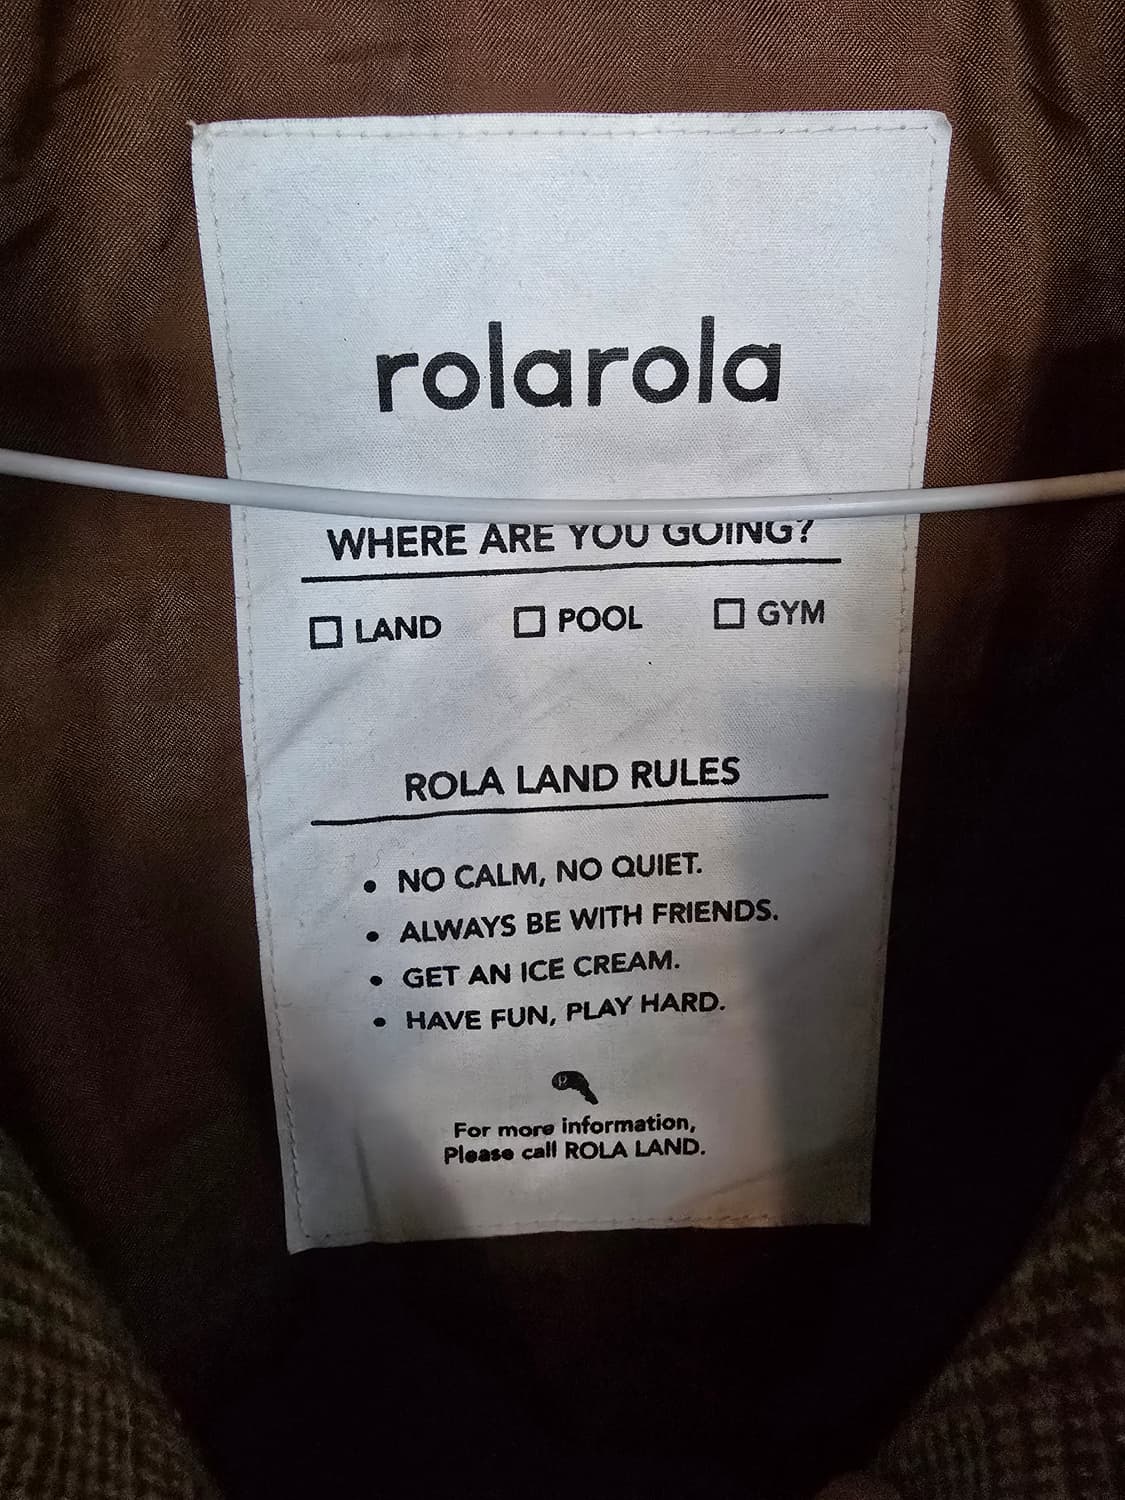 rolarola
WHERE ARE YOU GOING?
☐ LAND ☐ POOL ☐ GYM
ROLA LAND RULES
• NO CALM, NO QUIET.
• ALWAYS BE WITH FRIENDS.
• GET AN ICE CREAM.
• HAVE FUN, PLAY HARD.
For more information,
Please call ROLA LAND.